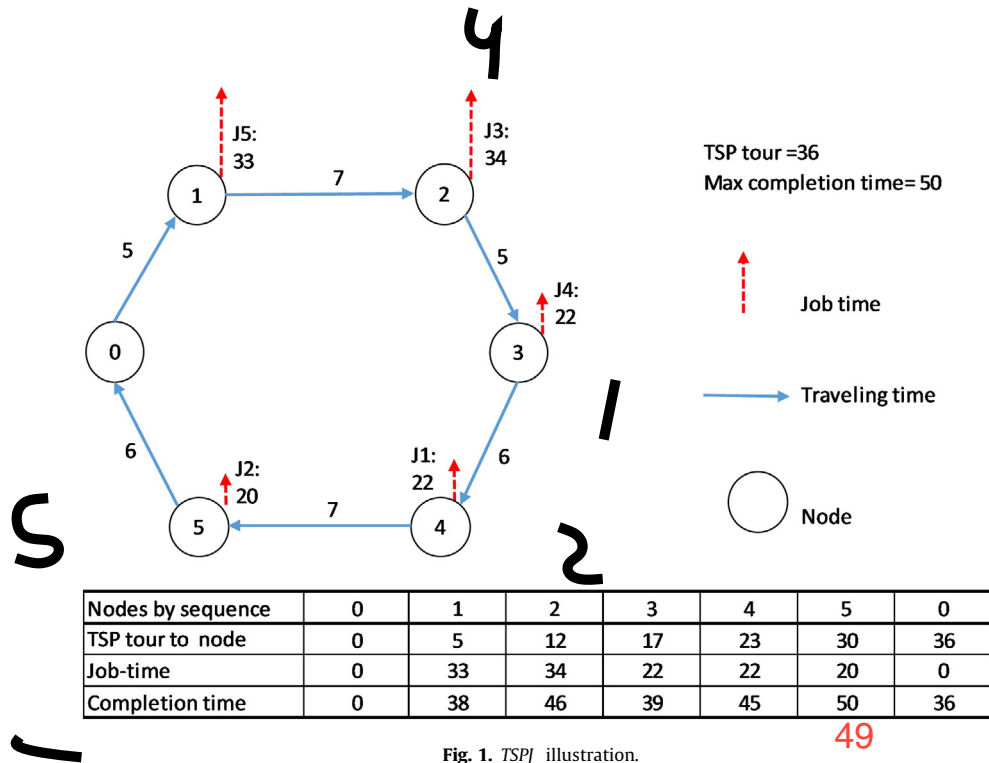 y
J5:
33
J3:
34
7
1
2
TSP tour =36
Max completion time= 50
5
5
J4:
22
Job time
0
3
Traveling time
6
6
J2:
20
J1:
22
7
5
4
Node
5
2
Nodes by sequence 0 1 2 3 4 5 0
TSP tour to node 0 5 12 17 23 30 36
Job-time 0 33 34 22 22 20 0
Completion time 0 38 46 39 45 50 36
49
Fig. 1. TSPJ illustration.